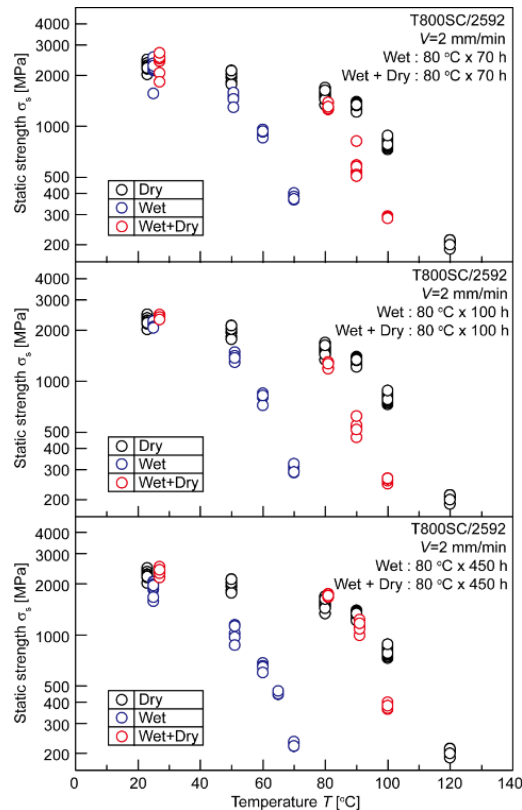 T800SC/2592
V=2 mm/min
Wet : 80 °C x 70 h
Wet + Dry : 80 °C x 70 h
Static strength σs [MPa]
4000
3000
2000
1000
500
400
300
200
Dry
Wet
Wet+Dry
T800SC/2592
V=2 mm/min
Wet : 80 °C x 100 h
Wet + Dry : 80 °C x 100 h
Static strength σs [MPa]
4000
3000
2000
1000
500
400
300
200
Dry
Wet
Wet+Dry
T800SC/2592
V=2 mm/min
Wet : 80 °C x 450 h
Wet + Dry : 80 °C x 450 h
Static strength σs [MPa]
4000
3000
2000
1000
500
400
300
200
Dry
Wet
Wet+Dry
0 20 40 60 80 100 120 140
Temperature T [°C]